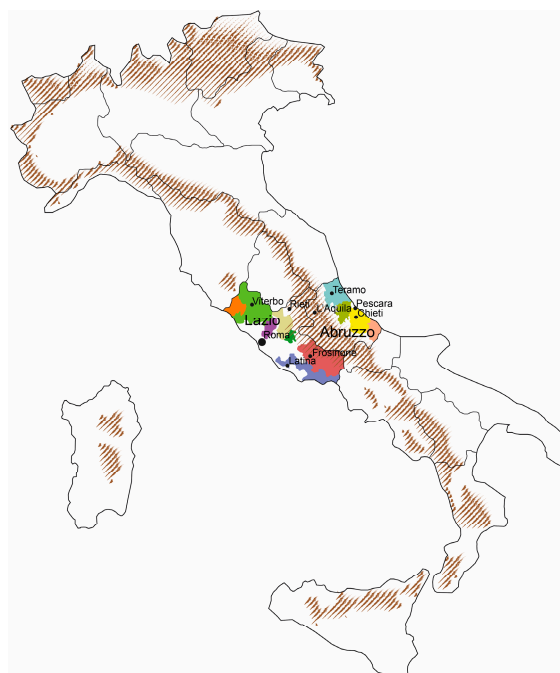 Teramo
Viterbo
Rieti
L' Aquila
Pescara
Chieti
Lazio
Abruzzo
Roma
Frosinone
Latina